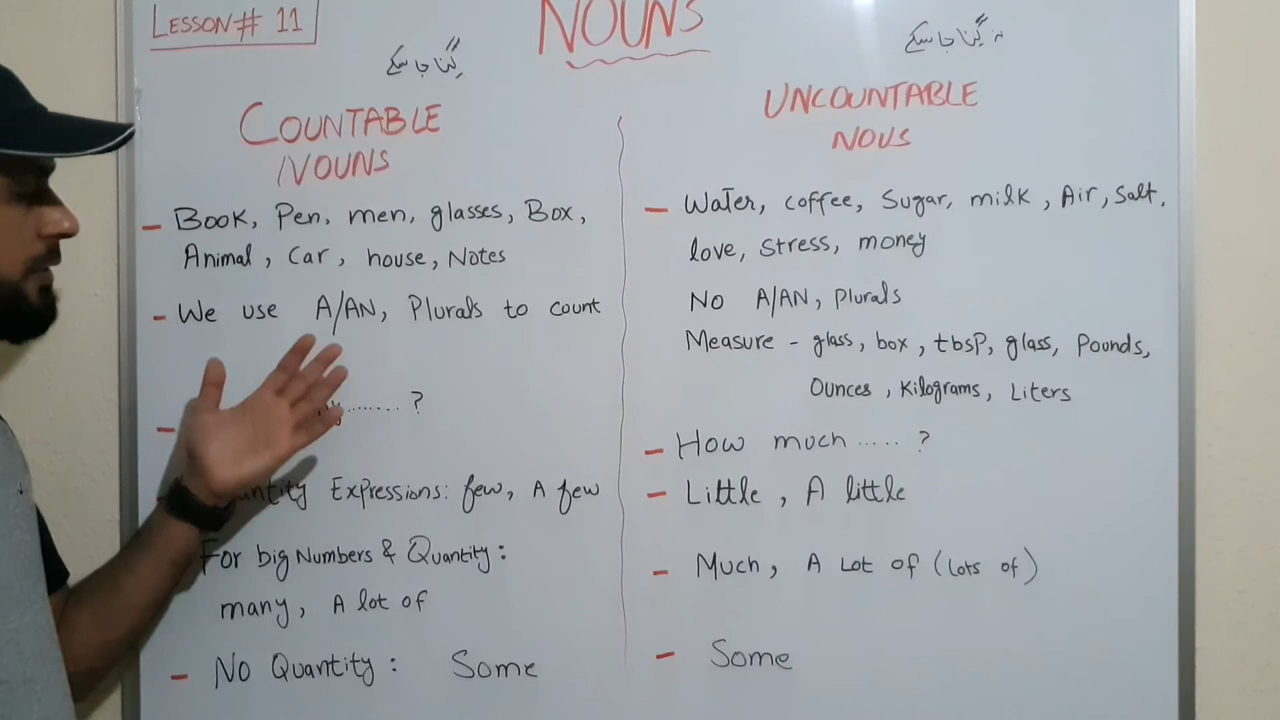 LESSON# 11
NOUNS
گِنا جا سکے
نہ گِنا جا سکے
COUNTABLE
NOUNS
- Book, Pen, men, glasses, Box,
Animal, Car, house, Notes
- We use A/AN, Plurals to count
........ ?
Expressions: few, A few
For big Numbers & Quantity:
many, A lot of
- No Quantity: Some
UNCOUNTABLE
NOUS
- Water, coffee, Sugar, milk, Air, Salt,
love, Stress, money
No A/AN, Plurals
Measure - glass, box, tbsp, glass, Pounds,
Ounces, Kilograms, Liters
- How much ..... ?
- Little, A little
- Much, A Lot of (Lots of)
- Some